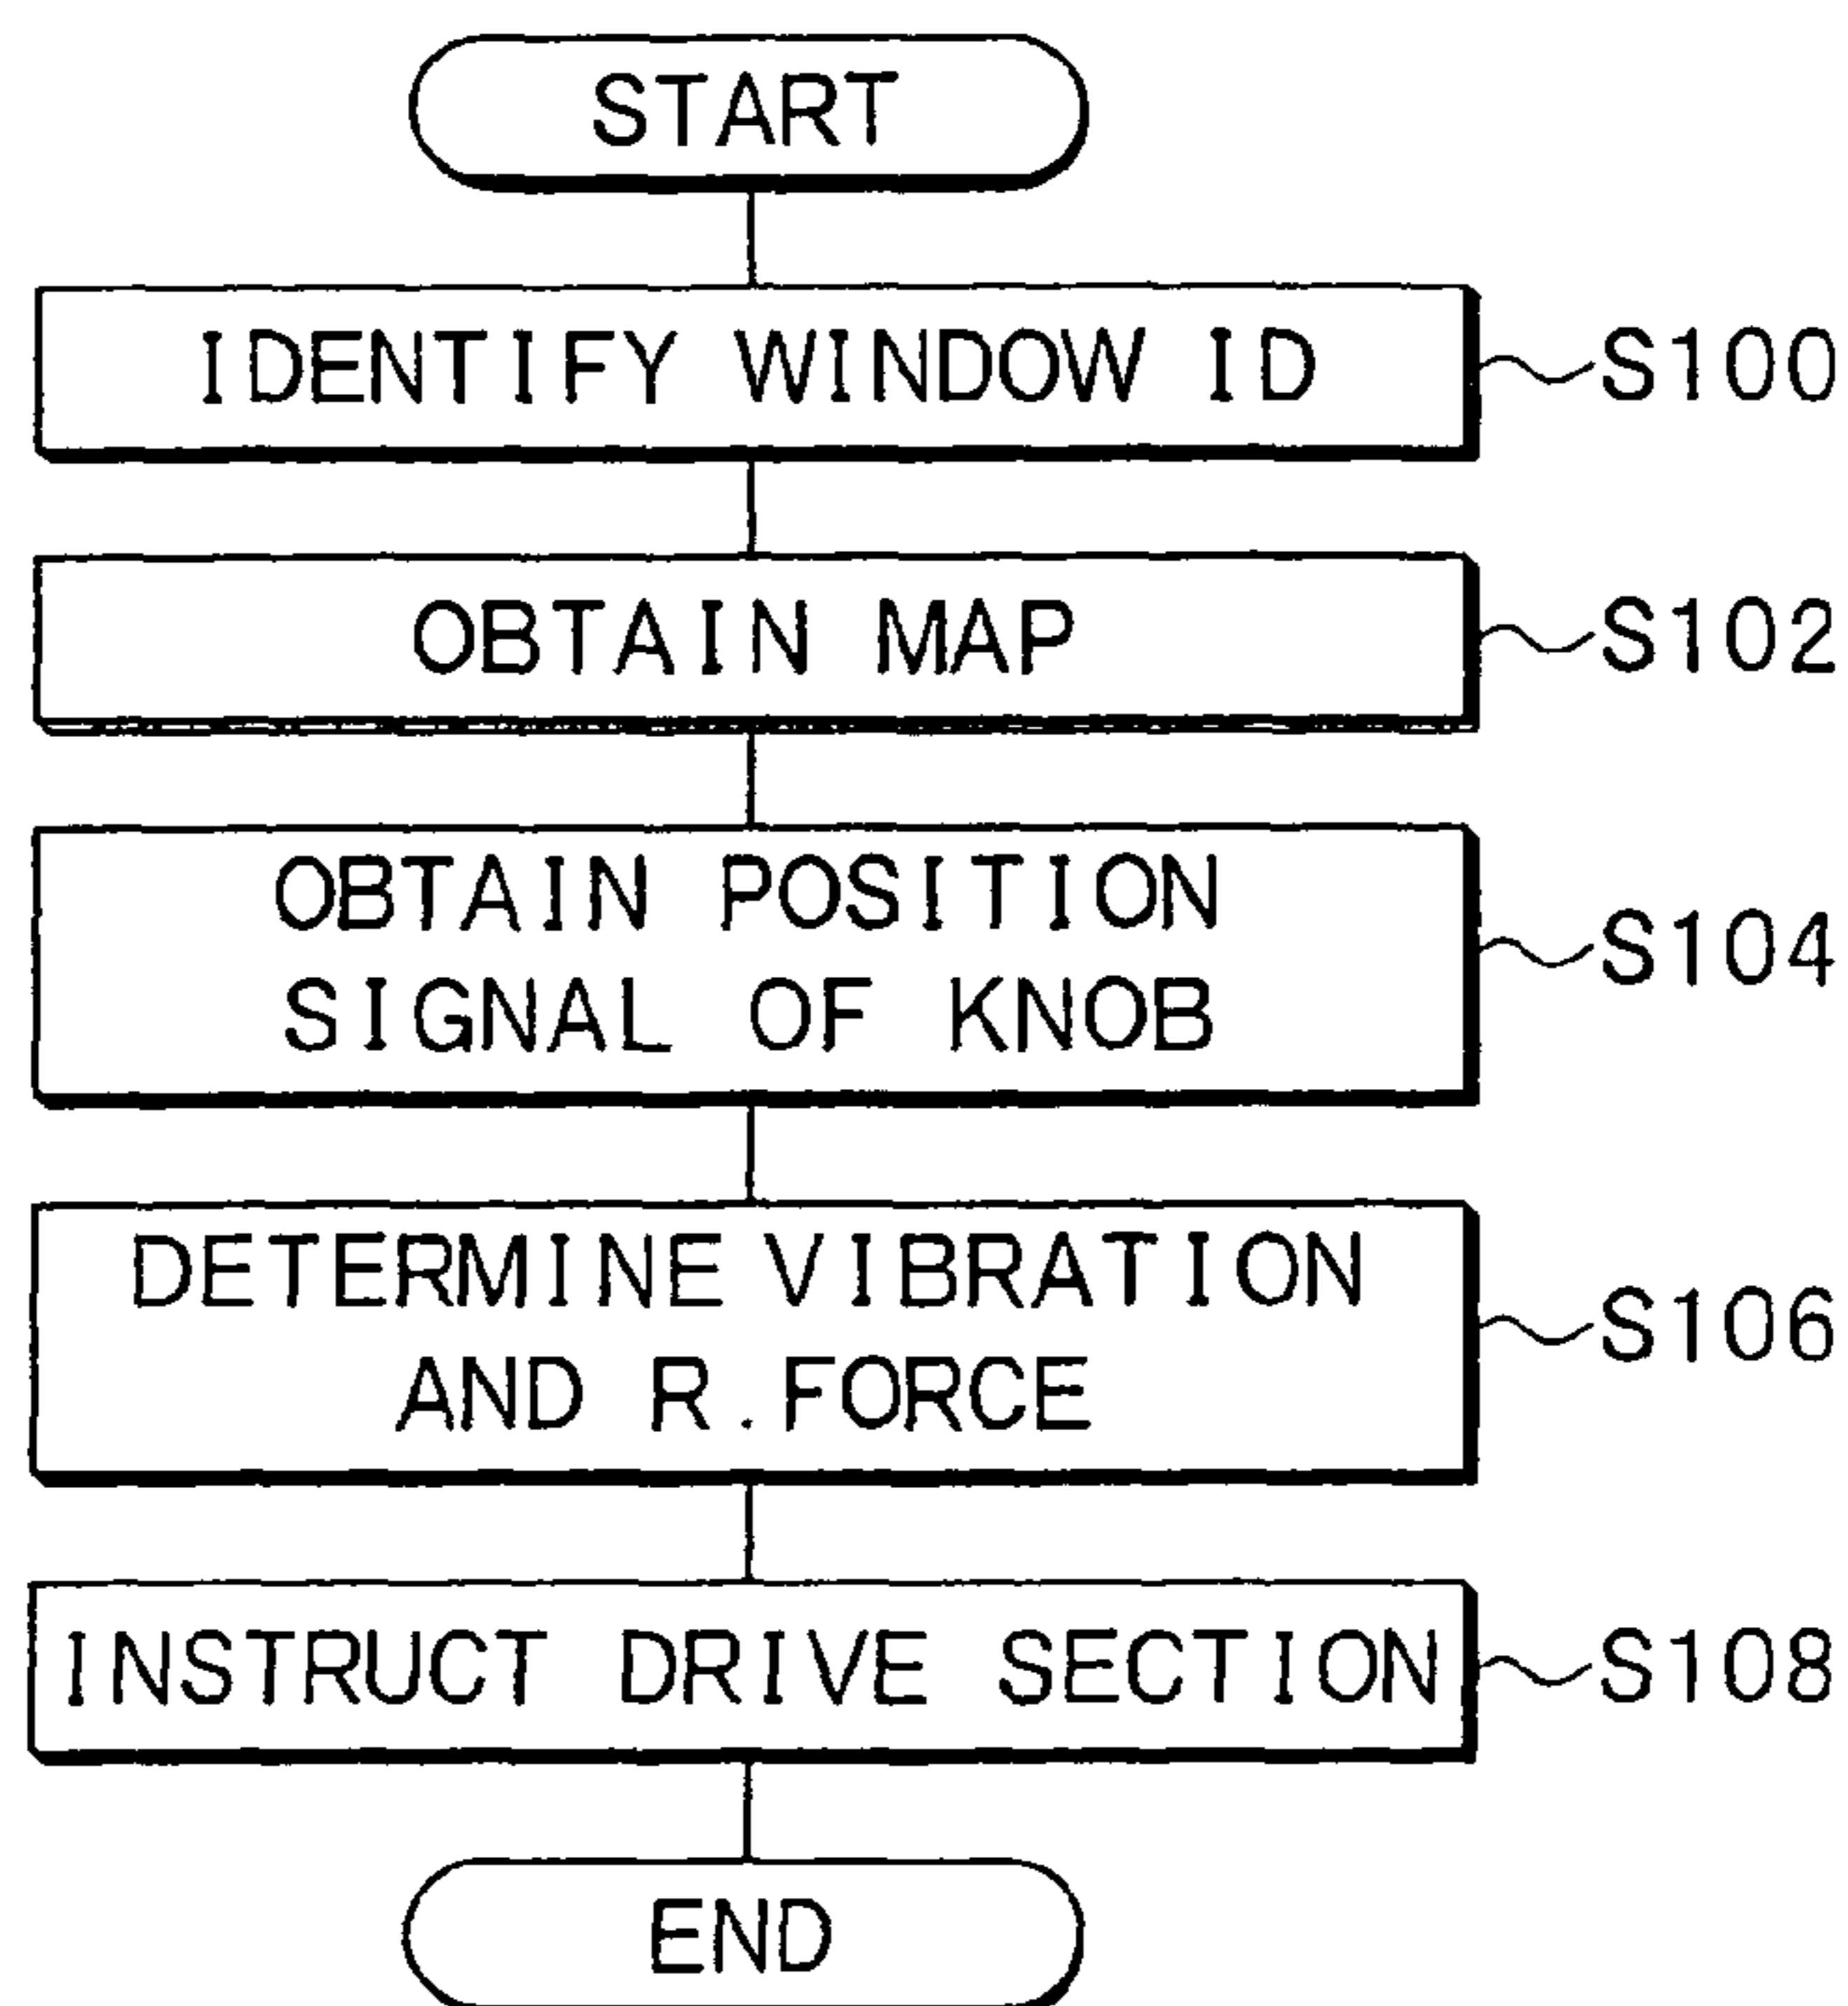 START
IDENTIFY WINDOW ID
S100
OBTAIN MAP
S102
OBTAIN POSITION
SIGNAL OF KNOB
S104
DETERMINE VIBRATION
AND R.FORCE
S106
INSTRUCT DRIVE SECTION
S108
END